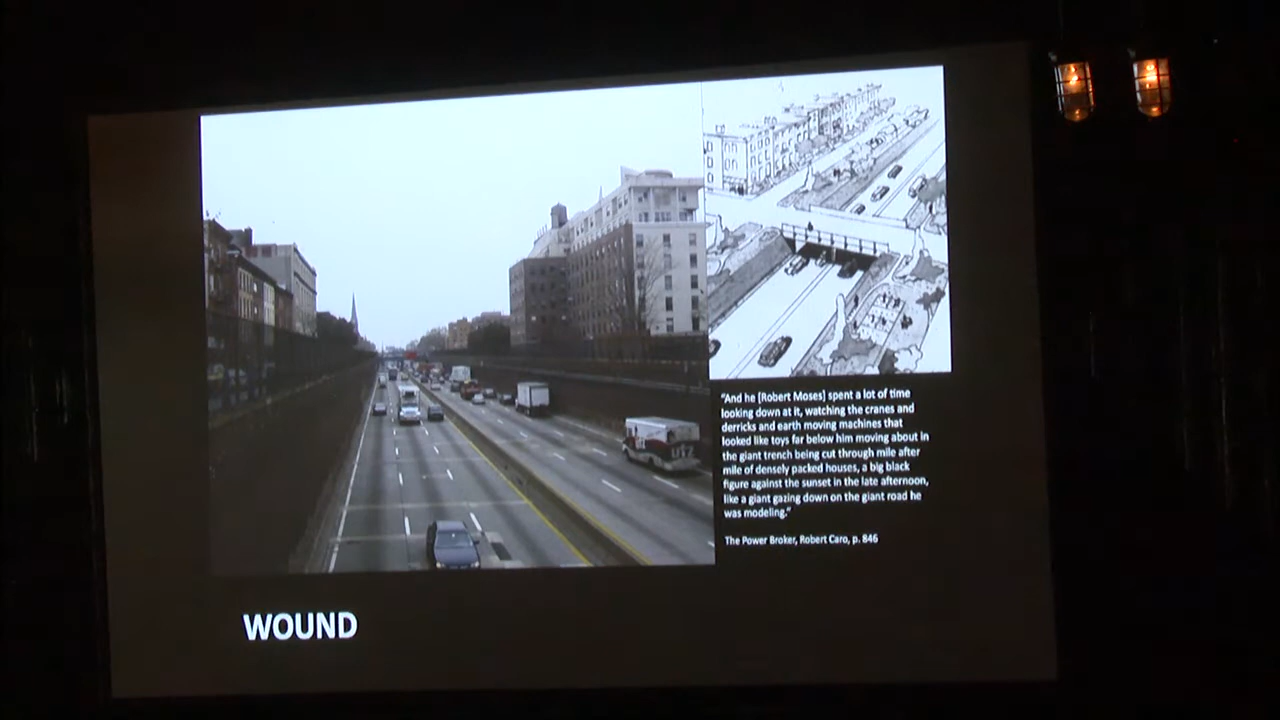 "And he [Robert Moses] spent a lot of time
looking down at it, watching the cranes and
derricks and earth moving machines that
looked like toys far below him moving about in
the giant trench being cut through mile after
mile of densely packed houses, a big black
figure against the sunset in the late afternoon,
like a giant gazing down on the giant road he
was modeling."
The Power Broker, Robert Caro, p. 846
UTZ
WOUND